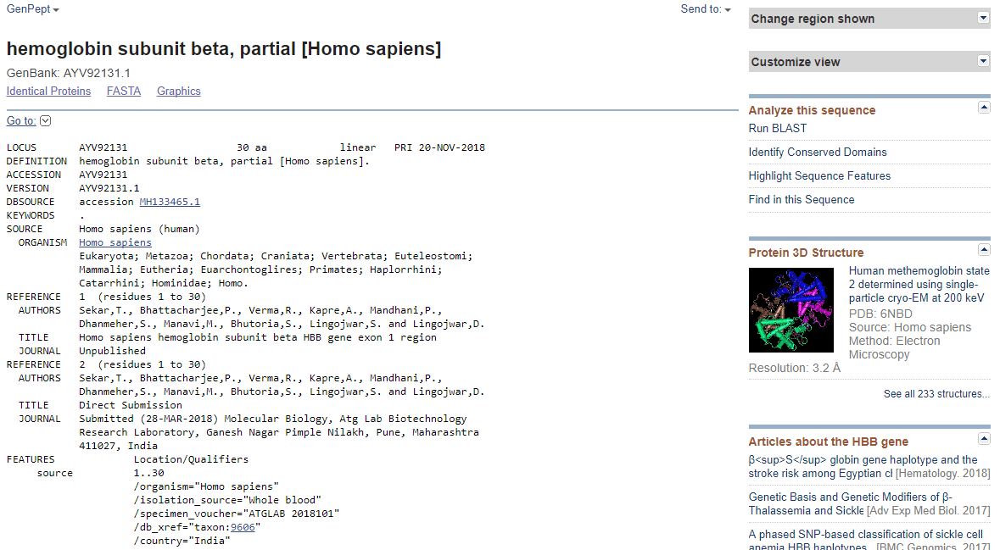 GenPept
Send to:
hemoglobin subunit beta, partial [Homo sapiens]
GenBank: AYV92131.1
Identical Proteins FASTA Graphics
Go to:
LOCUS AYV92131 30 aa linear PRI 20-NOV-2018
DEFINITION hemoglobin subunit beta, partial [Homo sapiens].
ACCESSION AYV92131
VERSION AYV92131.1
DBSOURCE accession MH133465.1
KEYWORDS .
SOURCE Homo sapiens (human)
ORGANISM Homo sapiens
Eukaryota; Metazoa; Chordata; Craniata; Vertebrata; Euteleostomi;
Mammalia; Eutheria; Euarchontoglires; Primates; Haplorrhini;
Catarrhini; Hominidae; Homo.
REFERENCE 1 (residues 1 to 30)
AUTHORS Sekar,T., Bhattacharjee,P., Verma,R., Kapre,A., Mandhani,P.,
Dhanmeher,S., Manavi,M., Bhutoria,S., Lingojwar,S. and Lingojwar,D.
TITLE Homo sapiens hemoglobin subunit beta HBB gene exon 1 region
JOURNAL Unpublished
REFERENCE 2 (residues 1 to 30)
AUTHORS Sekar,T., Bhattacharjee,P., Verma,R., Kapre,A., Mandhani,P.,
Dhanmeher,S., Manavi,M., Bhutoria,S., Lingojwar,S. and Lingojwar,D.
TITLE Direct Submission
JOURNAL Submitted (28-MAR-2018) Molecular Biology, Atg Lab Biotechnology
Research Laboratory, Ganesh Nagar Pimple Nilakh, Pune, Maharashtra
411027, India
FEATURES Location/Qualifiers
source 1..30
/organism="Homo sapiens"
/isolation_source="Whole blood"
/specimen_voucher="ATGLAB 2018101"
/db_xref="taxon:9606"
/country="India"
Change region shown
Customize view
Analyze this sequence
Run BLAST
Identify Conserved Domains
Highlight Sequence Features
Find in this Sequence
Protein 3D Structure
Human methemoglobin state
2 determined using single-
particle cryo-EM at 200 keV
PDB: 6NBD
Source: Homo sapiens
Method: Electron
Microscopy
Resolution: 3.2 Å
See all 233 structures...
Articles about the HBB gene
β<sup>S</sup> globin gene haplotype and the
stroke risk among Egyptian cl [Hematology. 2018]
Genetic Basis and Genetic Modifiers of β-
Thalassemia and Sickle [Adv Exp Med Biol. 2017]
A phased SNP-based classification of sickle cell
anemia HBB haplotypes. [BMC Genomics. 2017]